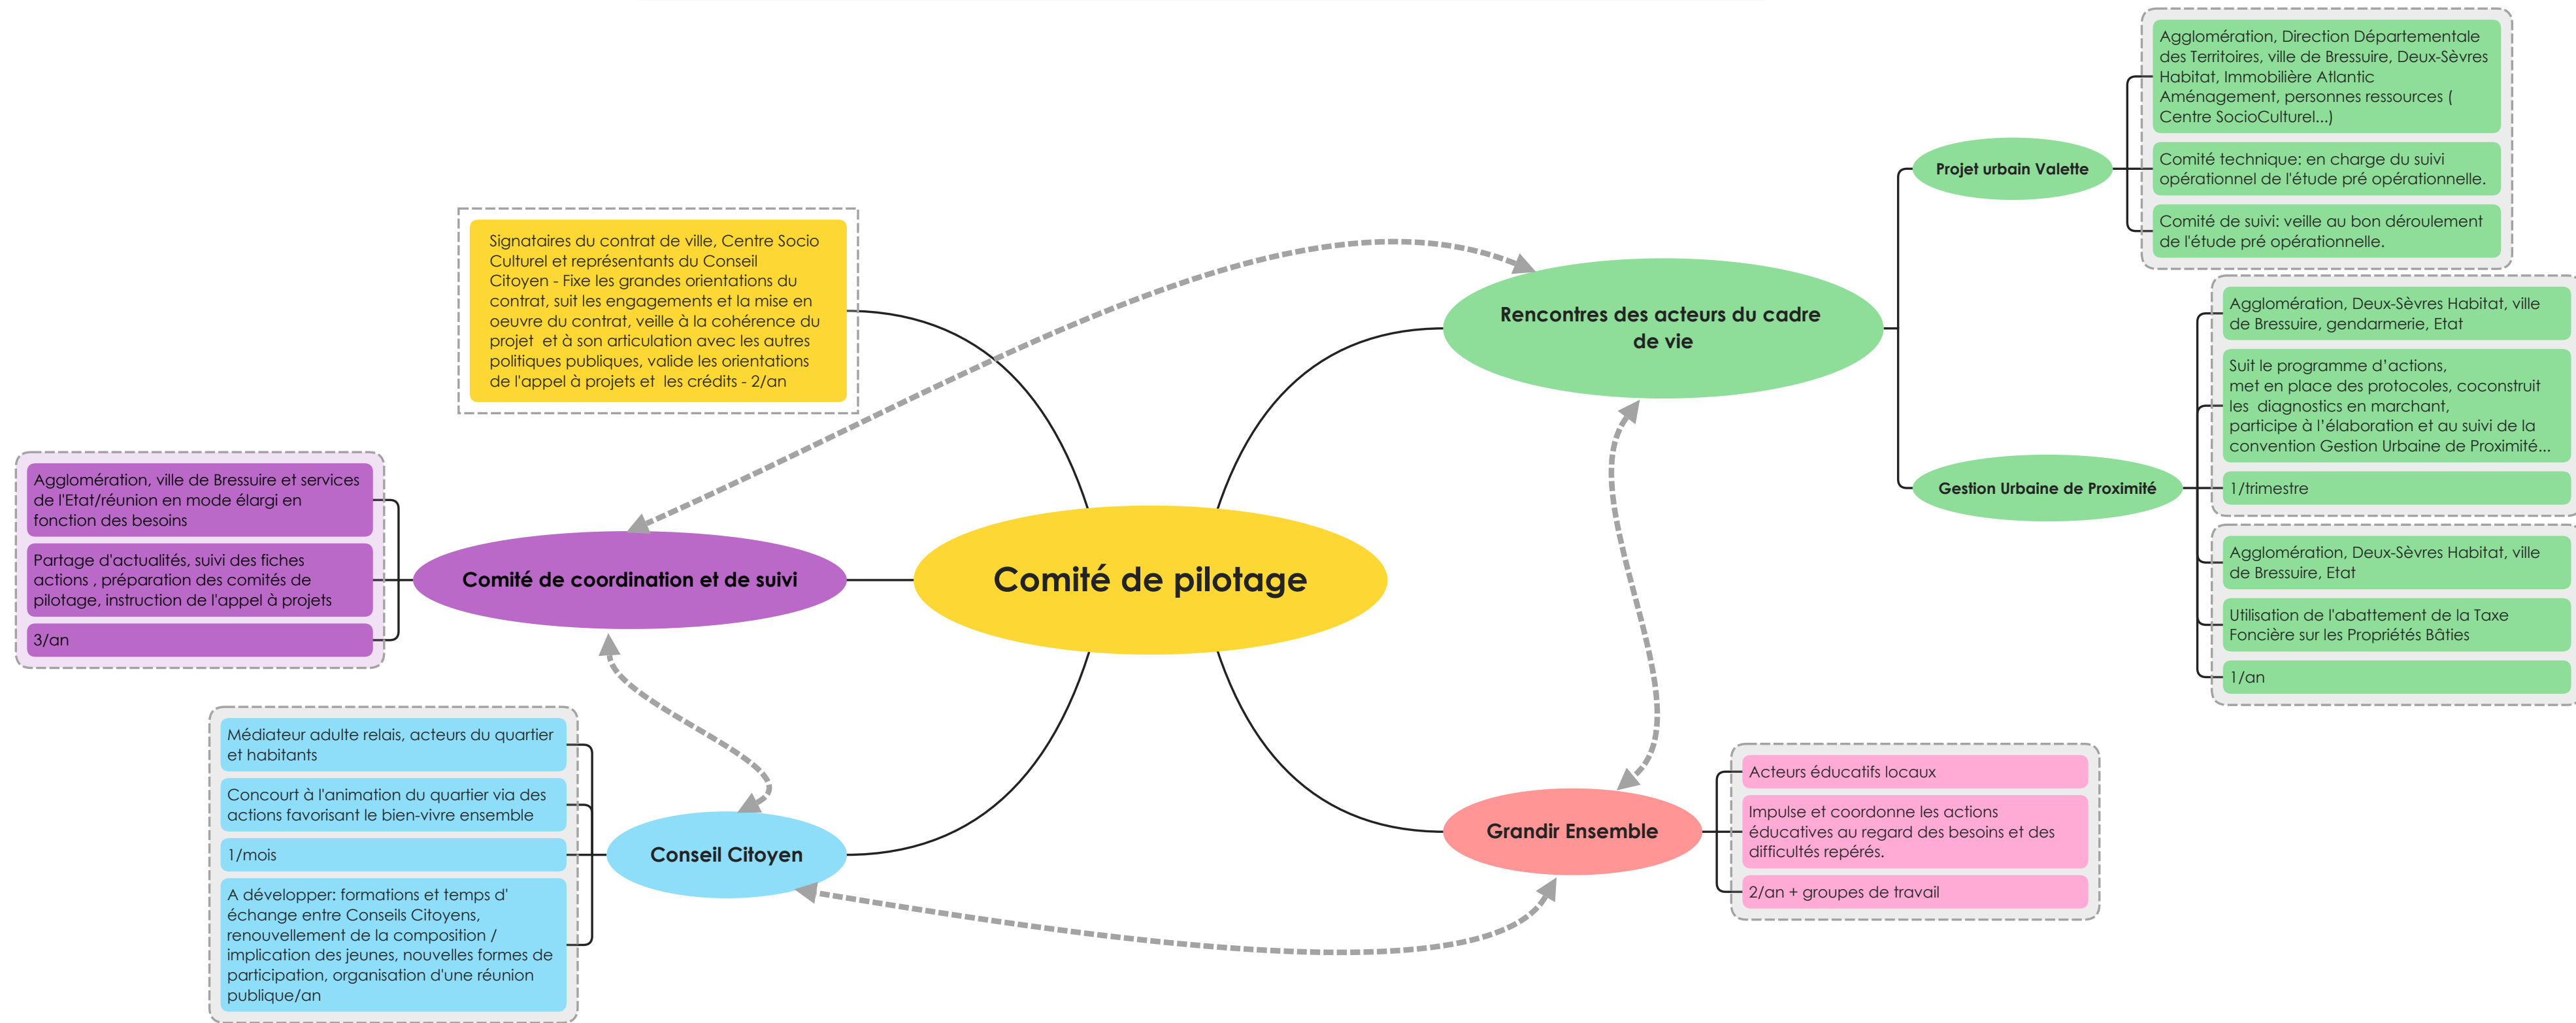 Agglomération, Direction Départementale
des Territoires, ville de Bressuire, Deux-Sèvres
Habitat, Immobilière Atlantic
Aménagement, personnes ressources (
Centre SocioCulturel...)
Projet urbain Valette
Comité technique: en charge du suivi
opérationnel de l'étude pré opérationnelle.
Comité de suivi: veille au bon déroulement
de l'étude pré opérationnelle.
Signataires du contrat de ville, Centre Socio
Culturel et représentants du Conseil
Citoyen - Fixe les grandes orientations du
contrat, suit les engagements et la mise en
oeuvre du contrat, veille à la cohérence du
projet  et à son articulation avec les autres
politiques publiques, valide les orientations
de l'appel à projets et  les crédits - 2/an
Rencontres des acteurs du cadre
de vie
Agglomération, Deux-Sèvres Habitat, ville
de Bressuire, gendarmerie, Etat
Suit le programme d’actions,
met en place des protocoles, coconstruit
les  diagnostics en marchant,
participe à l’élaboration et au suivi de la
convention Gestion Urbaine de Proximité...
Gestion Urbaine de Proximité
1/trimestre
Agglomération, Deux-Sèvres Habitat, ville
de Bressuire, Etat
Utilisation de l'abattement de la Taxe
Foncière sur les Propriétés Bâties
1/an
Agglomération, ville de Bressuire et services
de l'Etat/réunion en mode élargi en
fonction des besoins
Partage d'actualités, suivi des fiches
actions , préparation des comités de
pilotage, instruction de l'appel à projets
3/an
Comité de coordination et de suivi
Comité de pilotage
Médiateur adulte relais, acteurs du quartier
et habitants
Concourt à l'animation du quartier via des
actions favorisant le bien-vivre ensemble
1/mois
A développer: formations et temps d'
échange entre Conseils Citoyens,
renouvellement de la composition /
implication des jeunes, nouvelles formes de
participation, organisation d'une réunion
publique/an
Conseil Citoyen
Grandir Ensemble
Acteurs éducatifs locaux
Impulse et coordonne les actions
éducatives au regard des besoins et des
difficultés repérés.
2/an + groupes de travail